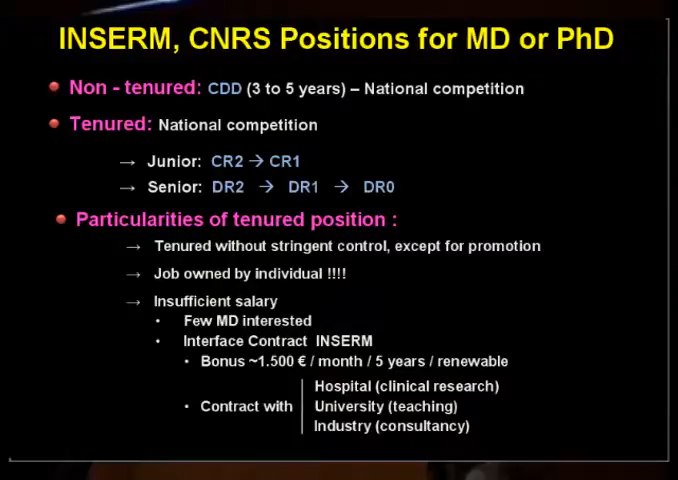 INSERM, CNRS Positions for MD or PhD
• Non - tenured: CDD (3 to 5 years) – National competition
• Tenured: National competition
→ Junior: CR2 → CR1
→ Senior: DR2 → DR1 → DR0
• Particularities of tenured position :
→ Tenured without stringent control, except for promotion
→ Job owned by individual !!!!
→ Insufficient salary
• Few MD interested
• Interface Contract INSERM
• Bonus ~1.500 € / month / 5 years / renewable
Hospital (clinical research)
• Contract with University (teaching)
Industry (consultancy)